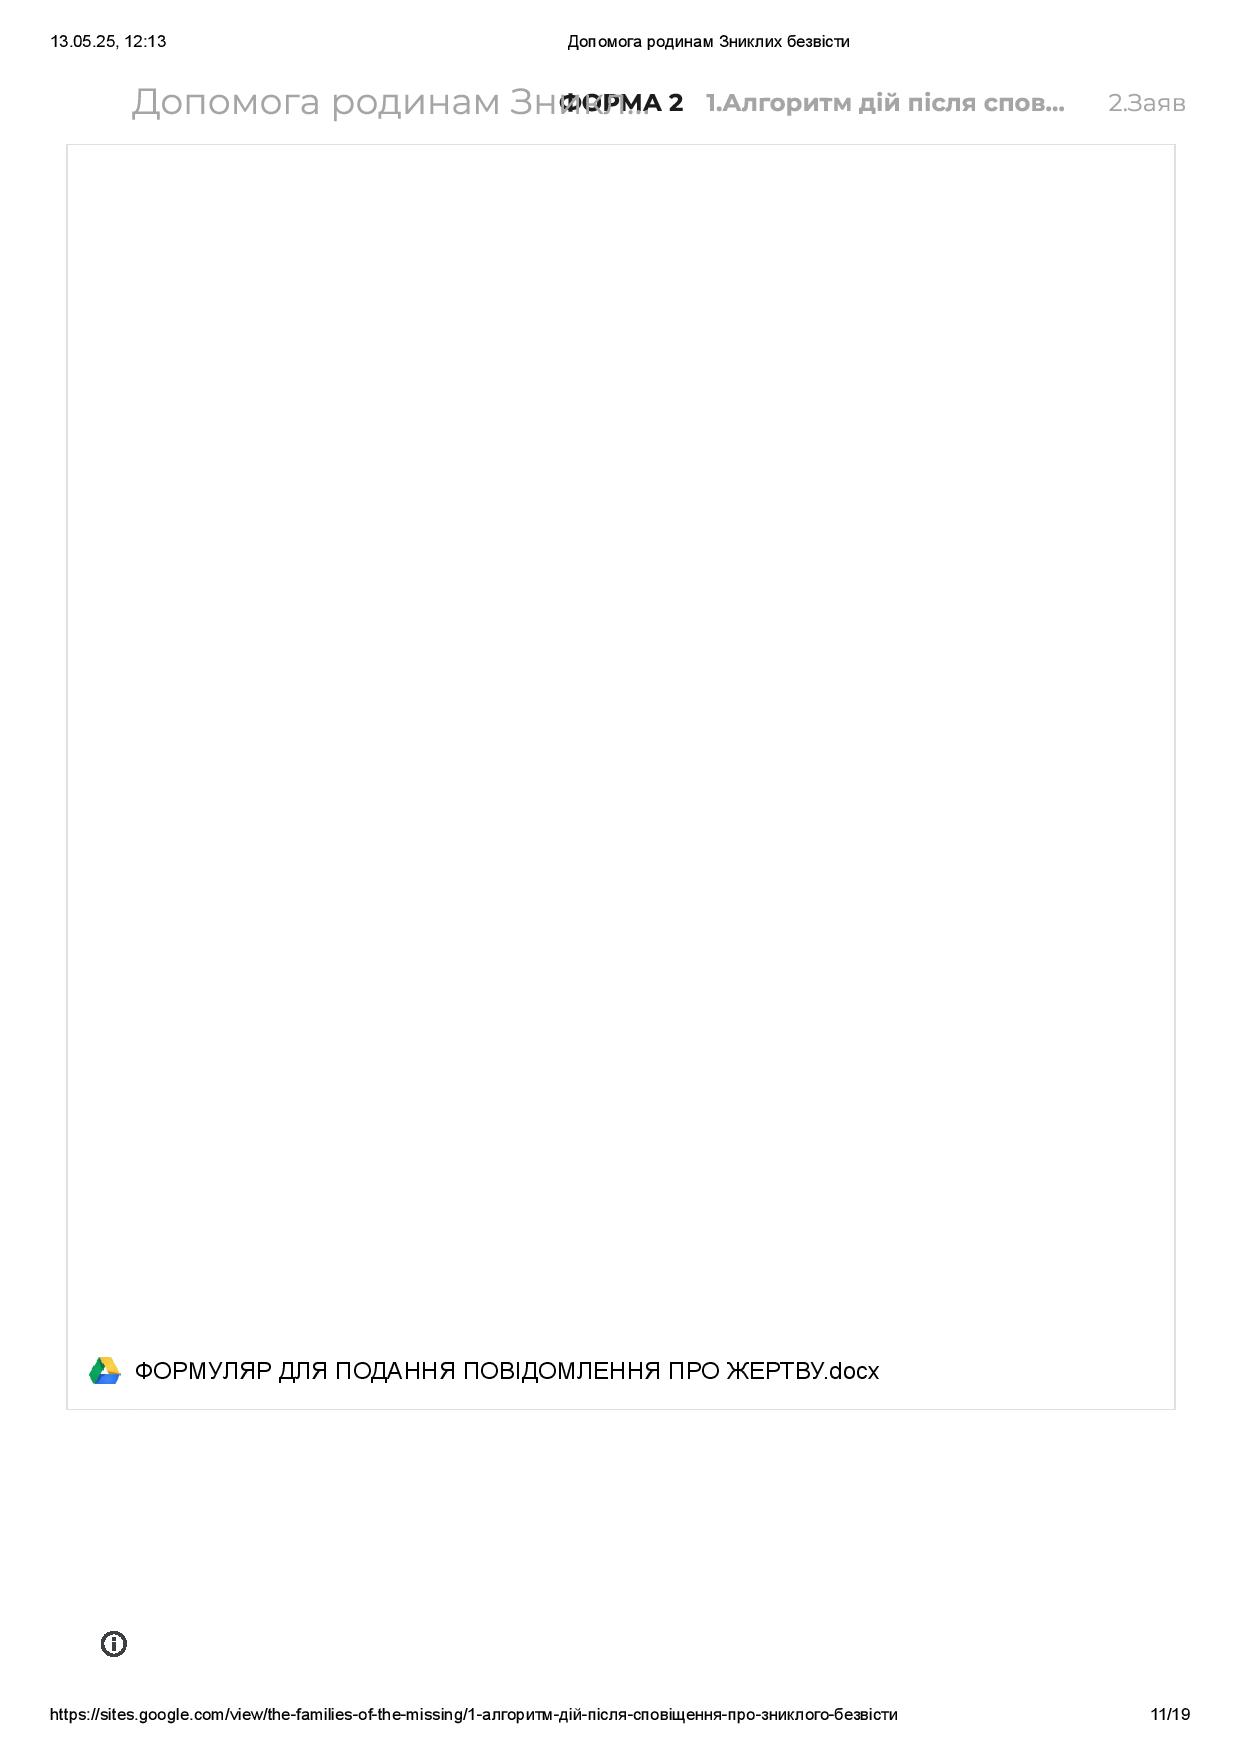 13.05.25, 12:13 Допомога родинам Зниклих безвісти
Допомога родинам Зникл... ФОРМА 2 1.Алгоритм дій після спов... 2.Заяв
ФОРМУЛЯР ДЛЯ ПОДАННЯ ПОВІДОМЛЕННЯ ПРО ЖЕРТВУ.docx
https://sites.google.com/view/the-families-of-the-missing/1-алгоритм-дій-після-сповіщення-про-зниклого-безвісти 11/19